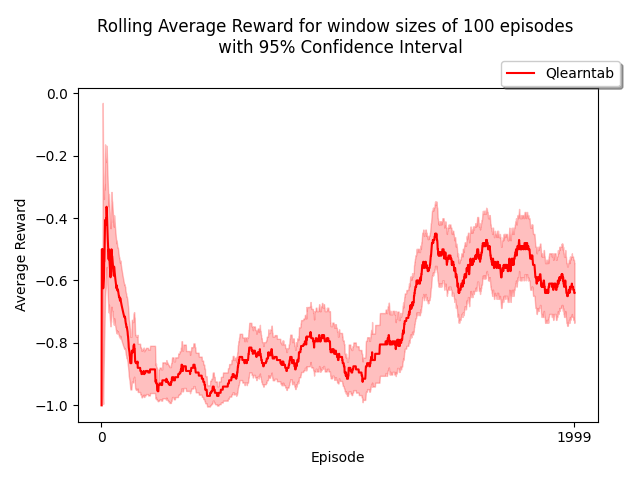 Rolling Average Reward for window sizes of 100 episodes
with 95% Confidence Interval
Qlearntab
0.0
−0.2
−0.4
−0.6
−0.8
−1.0
Average Reward
0
1999
Episode